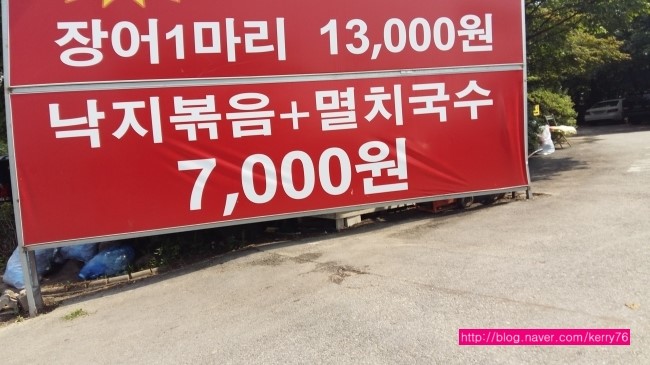 장어1마리 13,000원
낙지볶음+멸치국수
7,000원
http://blog.naver.com/kerry76